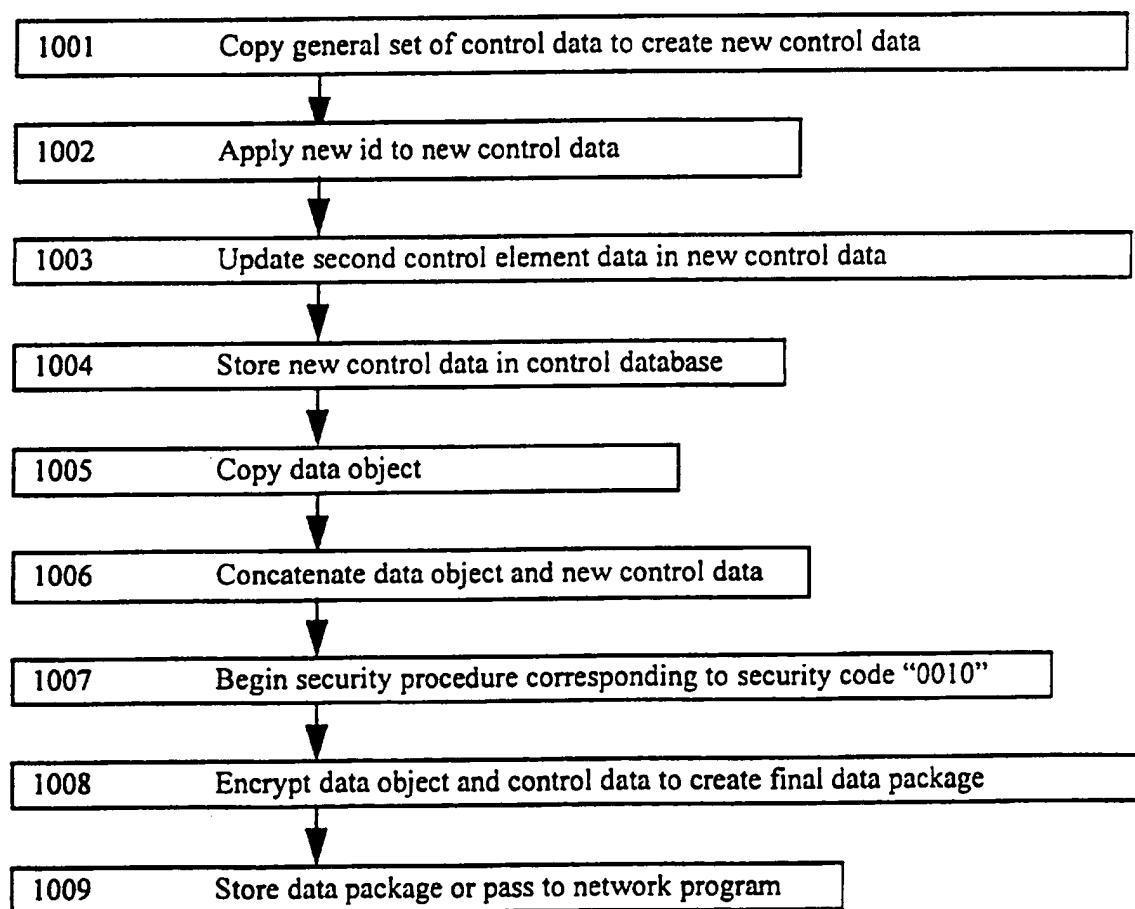 1001 Copy general set of control data to create new control data
1002 Apply new id to new control data
1003 Update second control element data in new control data
1004 Store new control data in control database
1005 Copy data object
1006 Concatenate data object and new control data
1007 Begin security procedure corresponding to security code “0010”
1008 Encrypt data object and control data to create final data package
1009 Store data package or pass to network program